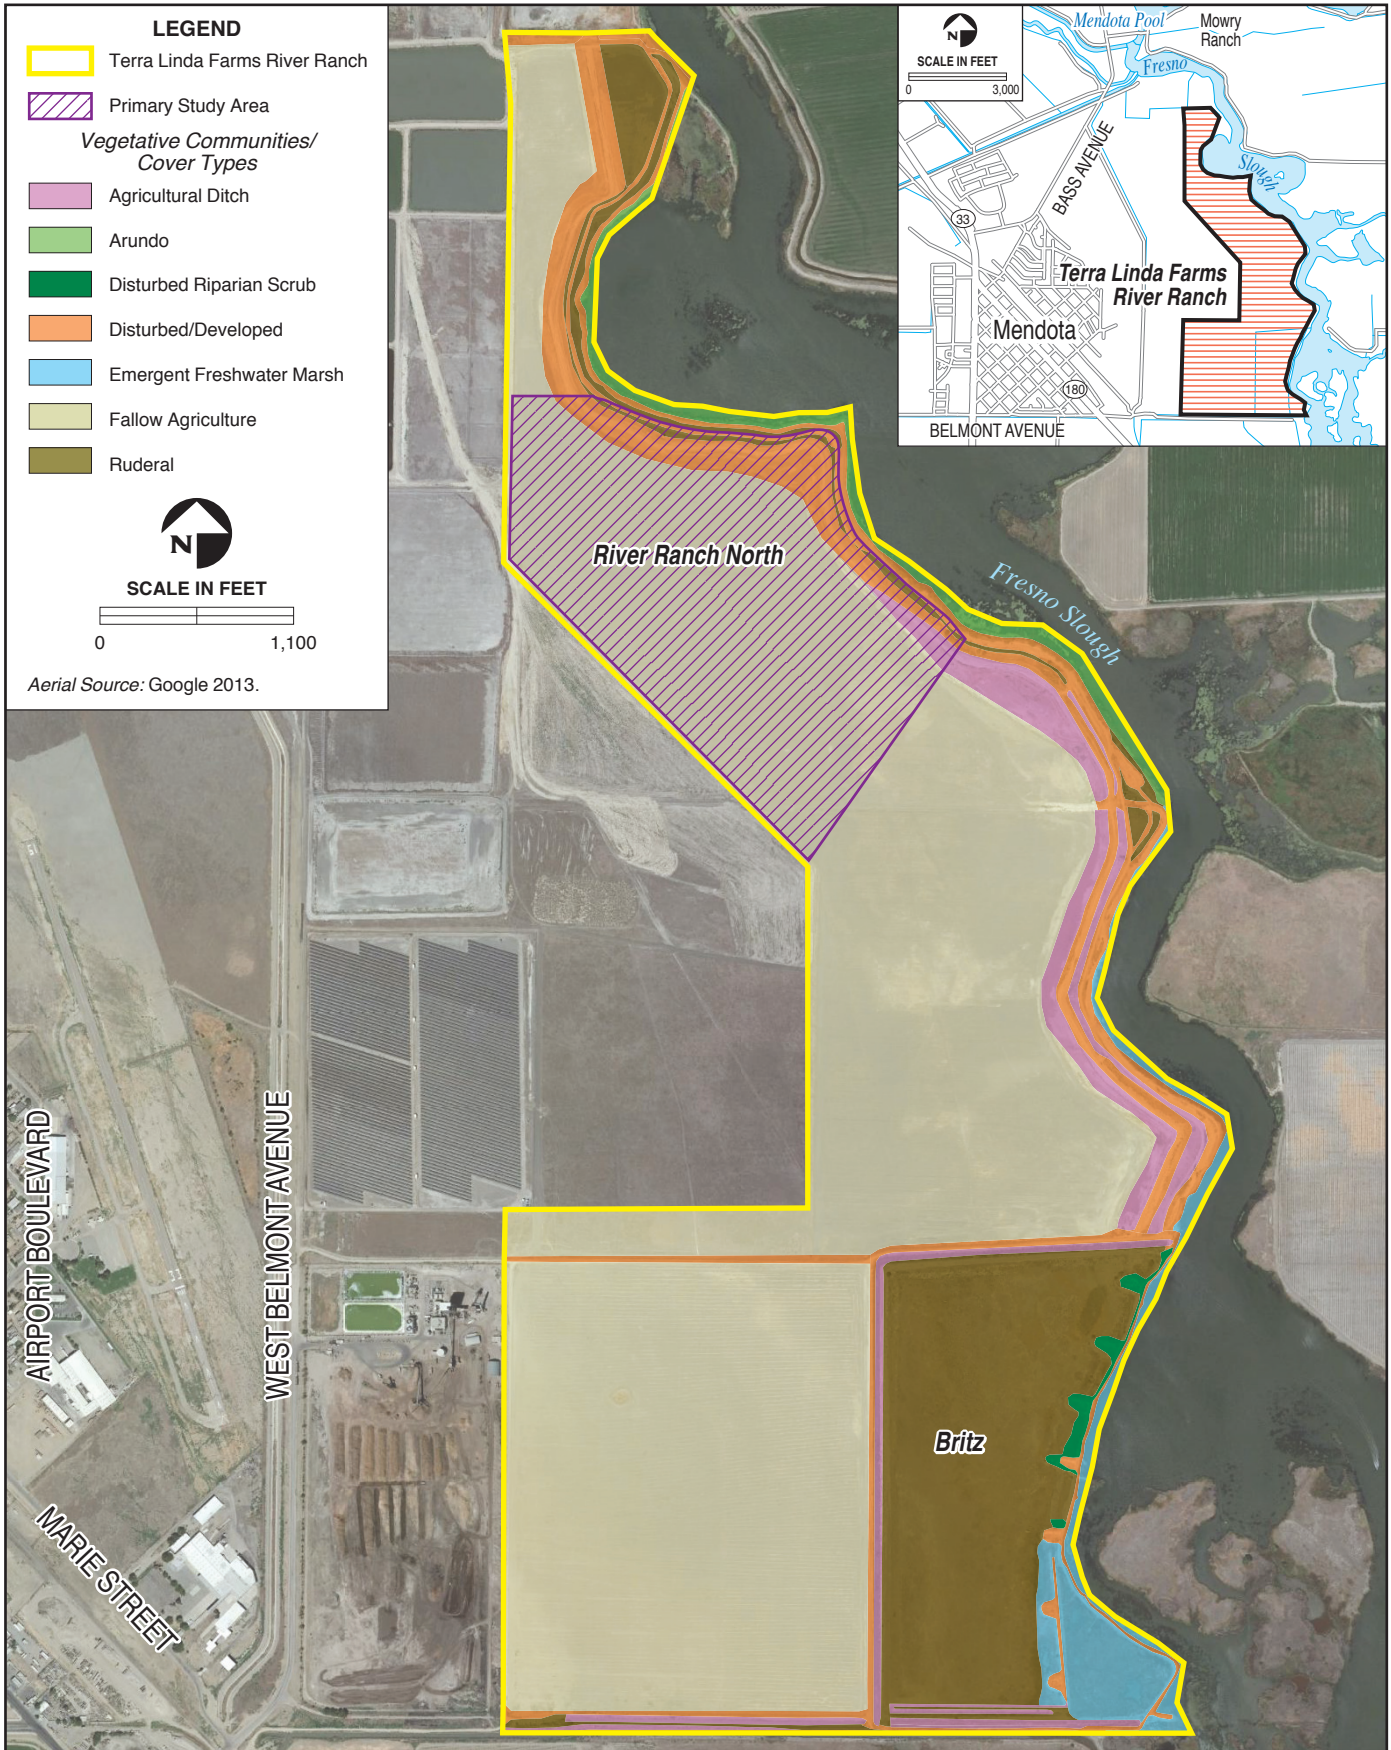 LEGEND
Terra Linda Farms River Ranch
Primary Study Area
Vegetative Communities/
Cover Types
Agricultural Ditch
Arundo
Disturbed Riparian Scrub
Disturbed/Developed
Emergent Freshwater Marsh
Fallow Agriculture
Ruderal
N
SCALE IN FEET
0 1,100
Aerial Source: Google 2013.
N
SCALE IN FEET
0 3,000
Mendota Pool
Mowry
Ranch
Fresno
Slough
BASS AVENUE
33
Terra Linda Farms
River Ranch
Mendota
180
BELMONT AVENUE
River Ranch North
Fresno Slough
AIRPORT BOULEVARD
WEST BELMONT AVENUE
Britz
MARIE STREET